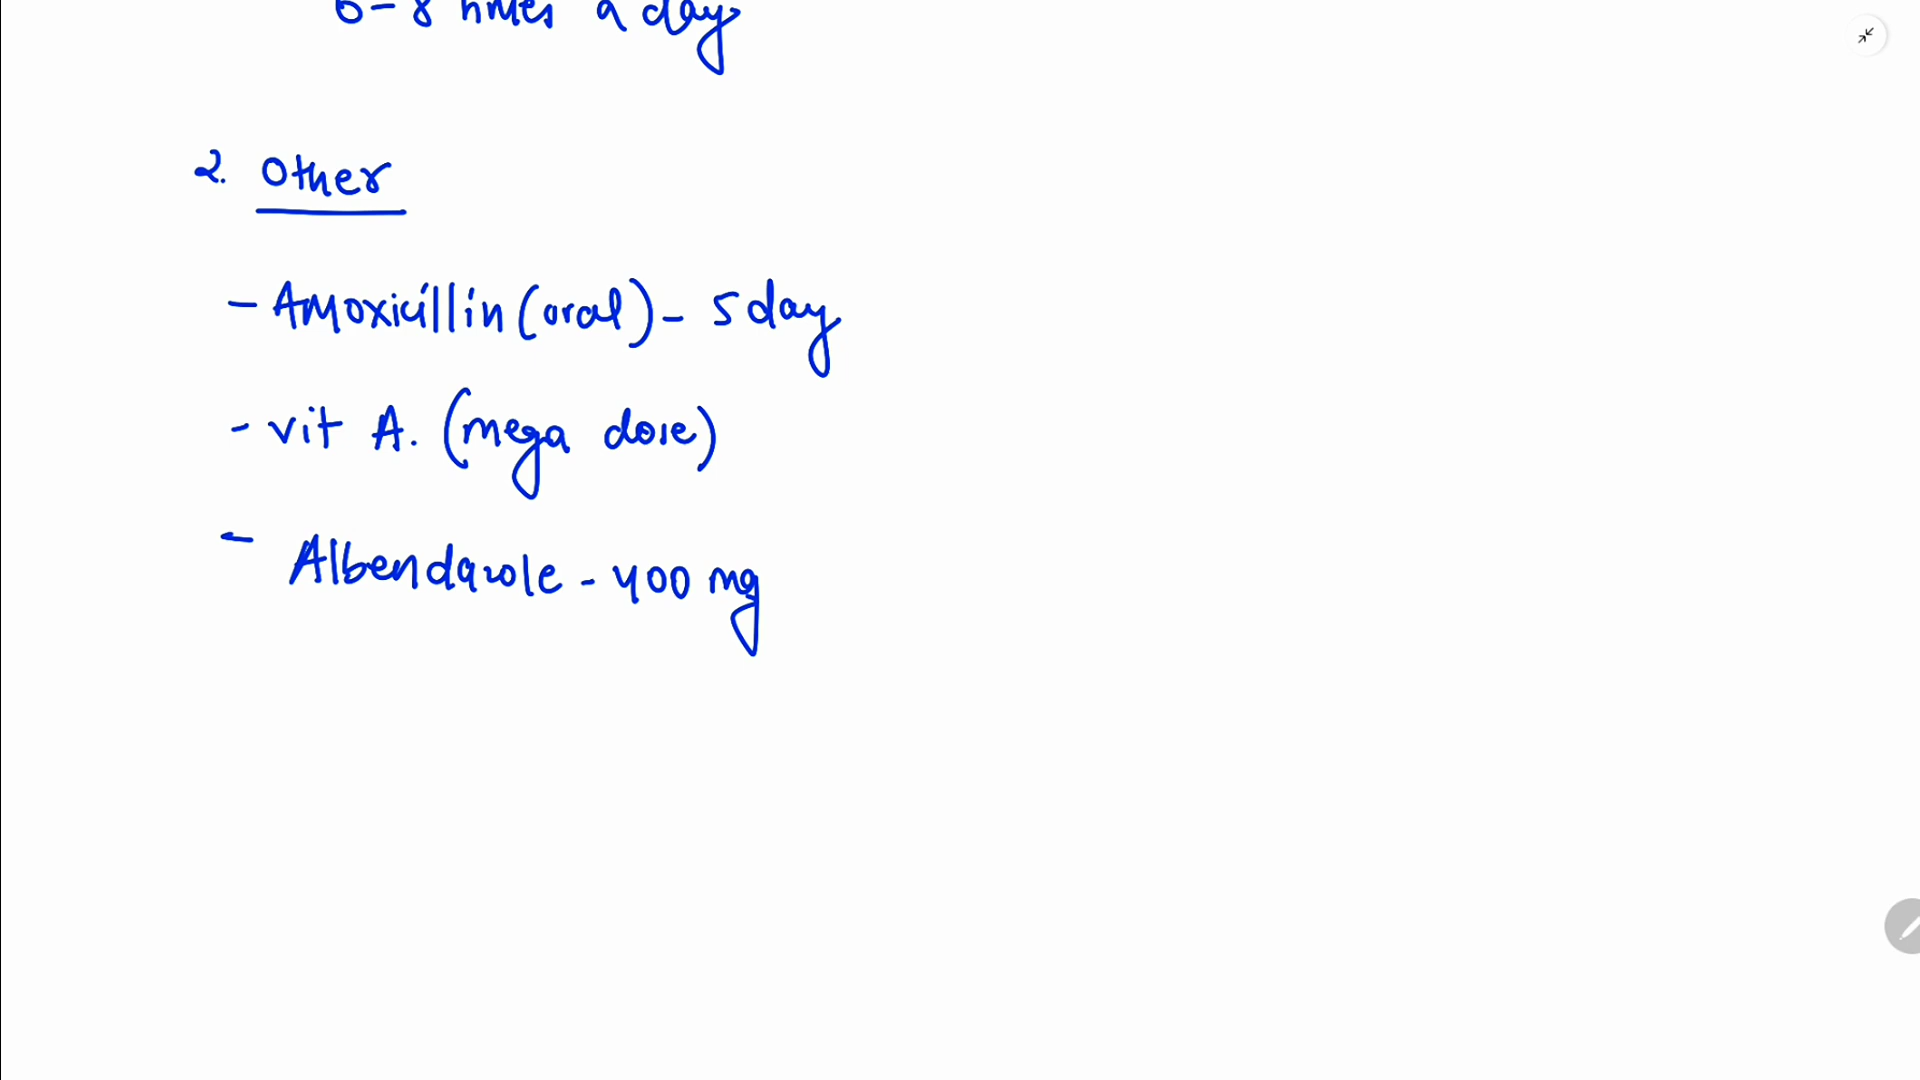 6-8 times a day
2. Other
- Amoxicillin (oral) - 5 day
- vit A. (mega dose)
- Albendazole - 400 mg